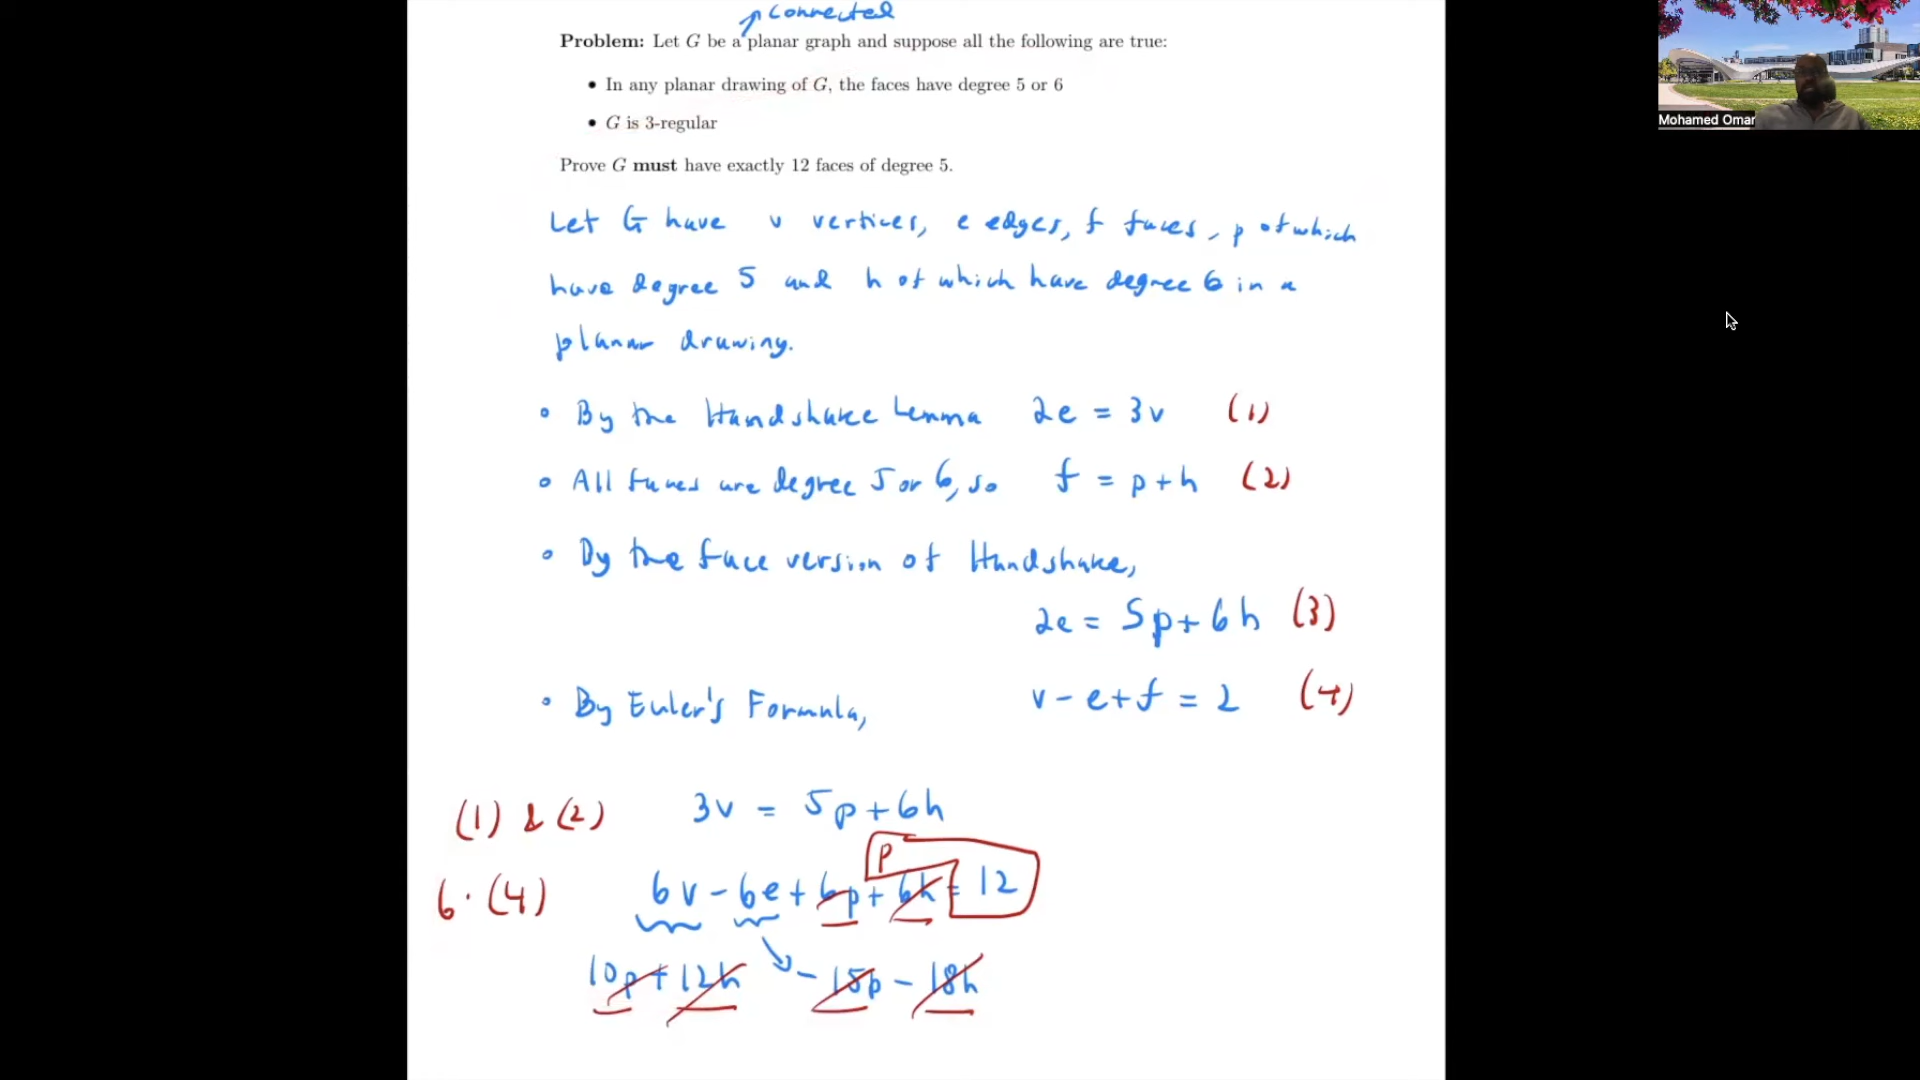 ↗ connected
Problem: Let G be a planar graph and suppose all the following are true:
• In any planar drawing of G, the faces have degree 5 or 6
• G is 3-regular
Prove G must have exactly 12 faces of degree 5.
Let G have v vertices, e edges, f faces, p of which
have degree 5 and h of which have degree 6 in a
planar drawing.
• By the Handshake Lemma 2e = 3v (1)
• All faces are degree 5 or 6, so f = p + h (2)
• By the face version of Handshake,
2e = 5p + 6h (3)
• By Euler's Formula, v - e + f = 2 (4)
(1) & (2) 3v = 5p + 6h
p
6 · (4) 6v - 6e + 6p + 6h = 12
10p + 12h - 15p - 18h
Mohamed Omar